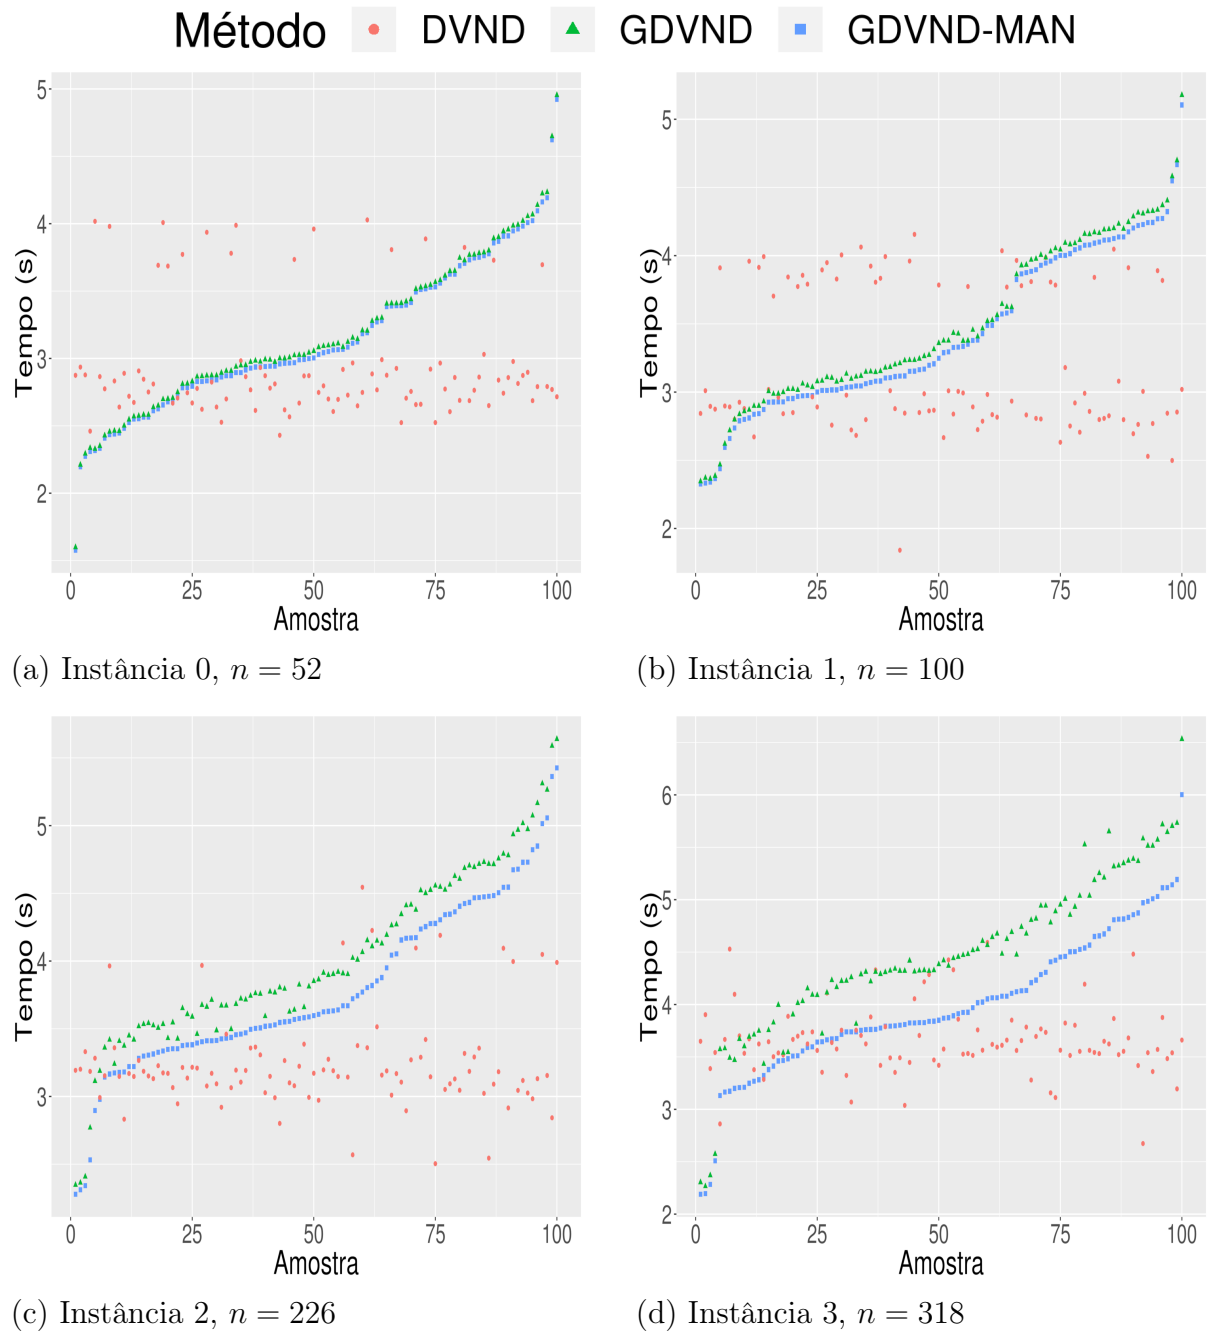 Método DVND GDVND GDVND-MAN
5
4
3
2
Tempo (s)
0 25 50 75 100
Amostra
(a) Instância 0, n = 52
5
4
3
2
Tempo (s)
0 25 50 75 100
Amostra
(b) Instância 1, n = 100
5
4
3
Tempo (s)
0 25 50 75 100
Amostra
(c) Instância 2, n = 226
6
5
4
3
2
Tempo (s)
0 25 50 75 100
Amostra
(d) Instância 3, n = 318